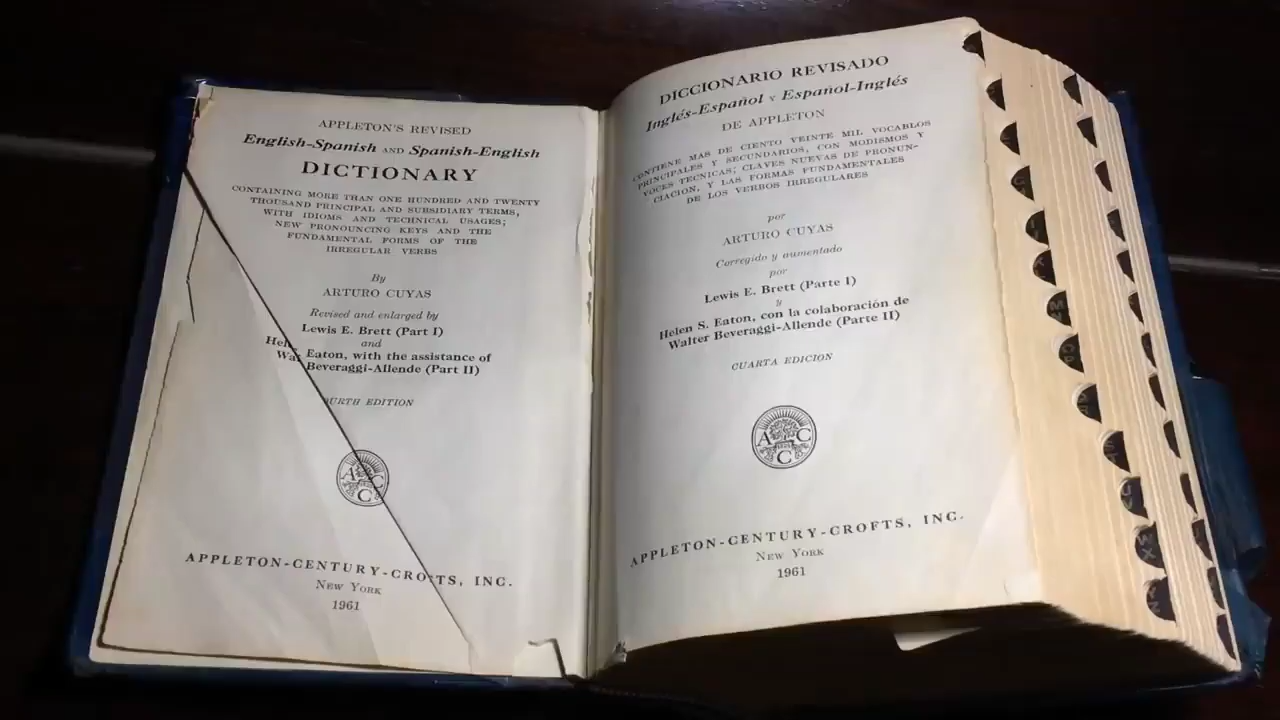 APPLETON'S REVISED
English-Spanish AND Spanish-English
DICTIONARY
CONTAINING MORE THAN ONE HUNDRED AND TWENTY
THOUSAND PRINCIPAL AND SUBSIDIARY TERMS,
WITH IDIOMS AND TECHNICAL USAGES;
NEW PRONOUNCING KEYS AND THE
FUNDAMENTAL FORMS OF THE
IRREGULAR VERBS
By
ARTURO CUYAS
Revised and enlarged by
Lewis E. Brett (Part I)
and
Eaton, with the assistance of
Beveraggi-Allende (Part II)
EDITION
A C C
APPLETON-CENTURY-CROFTS, INC.
New York
1961
DICCIONARIO REVISADO
Inglés-Español Y Español-Inglés
DE APPLETON
CONTIENE MAS DE CIENTO VEINTE MIL VOCABLOS
PRINCIPALES Y SECUNDARIOS, CON MODISMOS Y
VOCES TECNICAS; CLAVES NUEVAS DE PRONUN-
CIACION, Y LAS FORMAS FUNDAMENTALES
DE LOS VERBOS IRREGULARES
por
ARTURO CUYAS
Corregido y aumentado
por
Lewis E. Brett (Parte I)
y
Helen S. Eaton, con la colaboración de
Walter Beveraggi-Allende (Parte II)
CUARTA EDICION
A C C
APPLETON-CENTURY-CROFTS, INC.
New York
1961
MN
OP
UV
WX
YZ